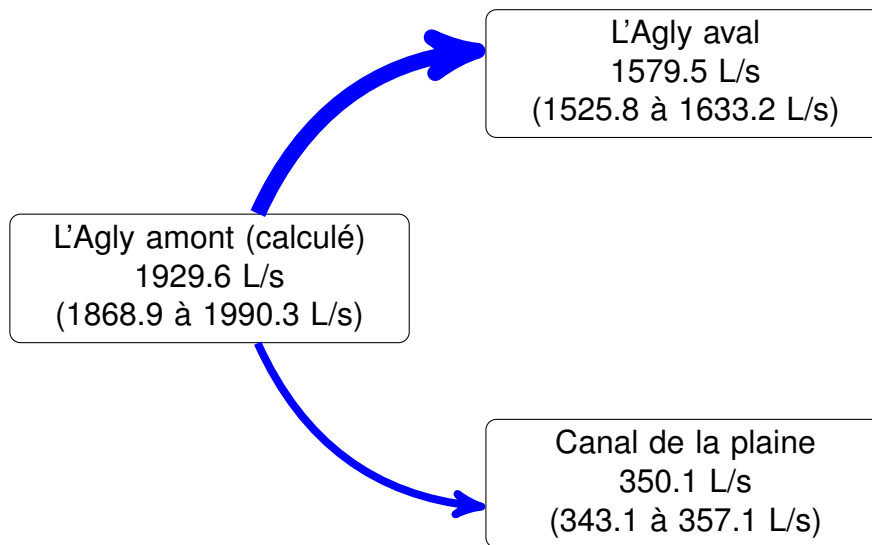 L'Agly aval
1579.5 L/s
(1525.8 à 1633.2 L/s)
L'Agly amont (calculé)
1929.6 L/s
(1868.9 à 1990.3 L/s)
Canal de la plaine
350.1 L/s
(343.1 à 357.1 L/s)